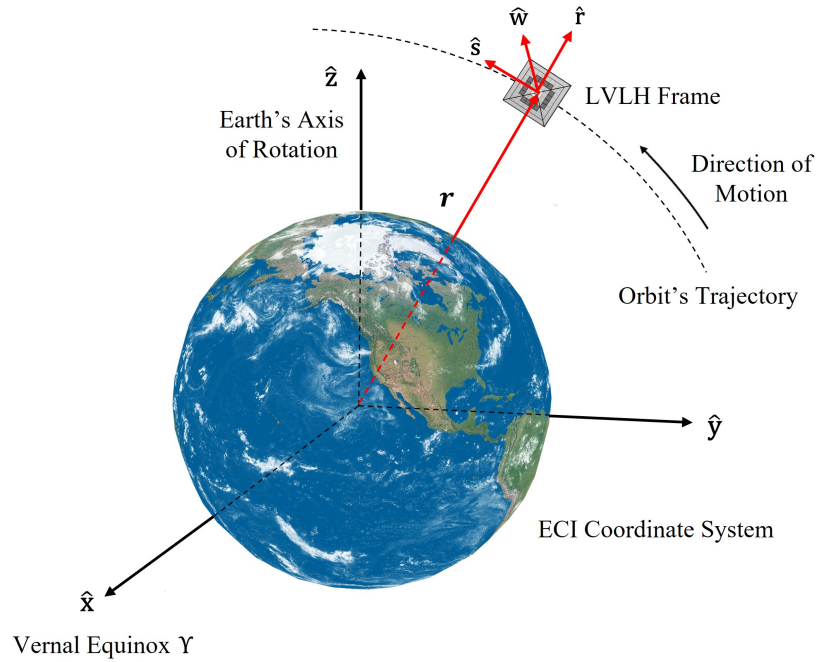 ŵ
r̂
ŝ
ẑ
LVLH Frame
Earth's Axis
of Rotation
Direction of
Motion
r
Orbit's Trajectory
ŷ
ECI Coordinate System
x̂
Vernal Equinox ϒ